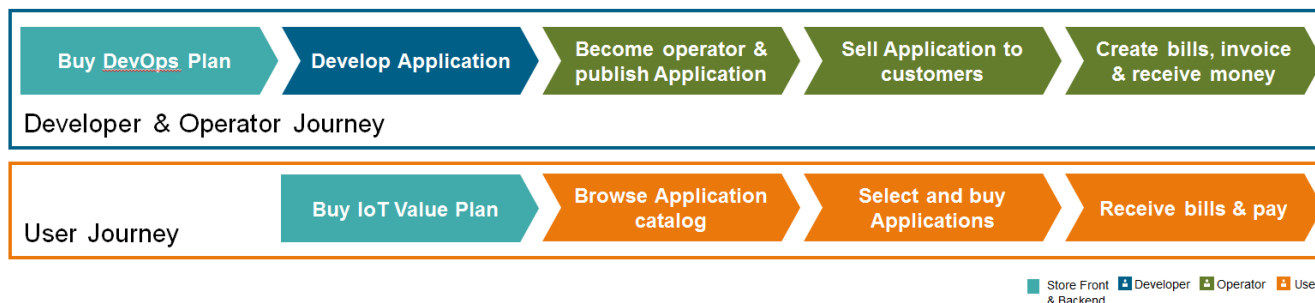 Buy DevOps Plan
Develop Application
Become operator &
publish Application
Sell Application to
customers
Create bills, invoice
& receive money
Developer & Operator Journey
Buy IoT Value Plan
Browse Application
catalog
Select and buy
Applications
Receive bills & pay
User Journey
Store Front
& Backend
Developer
Operator
Use